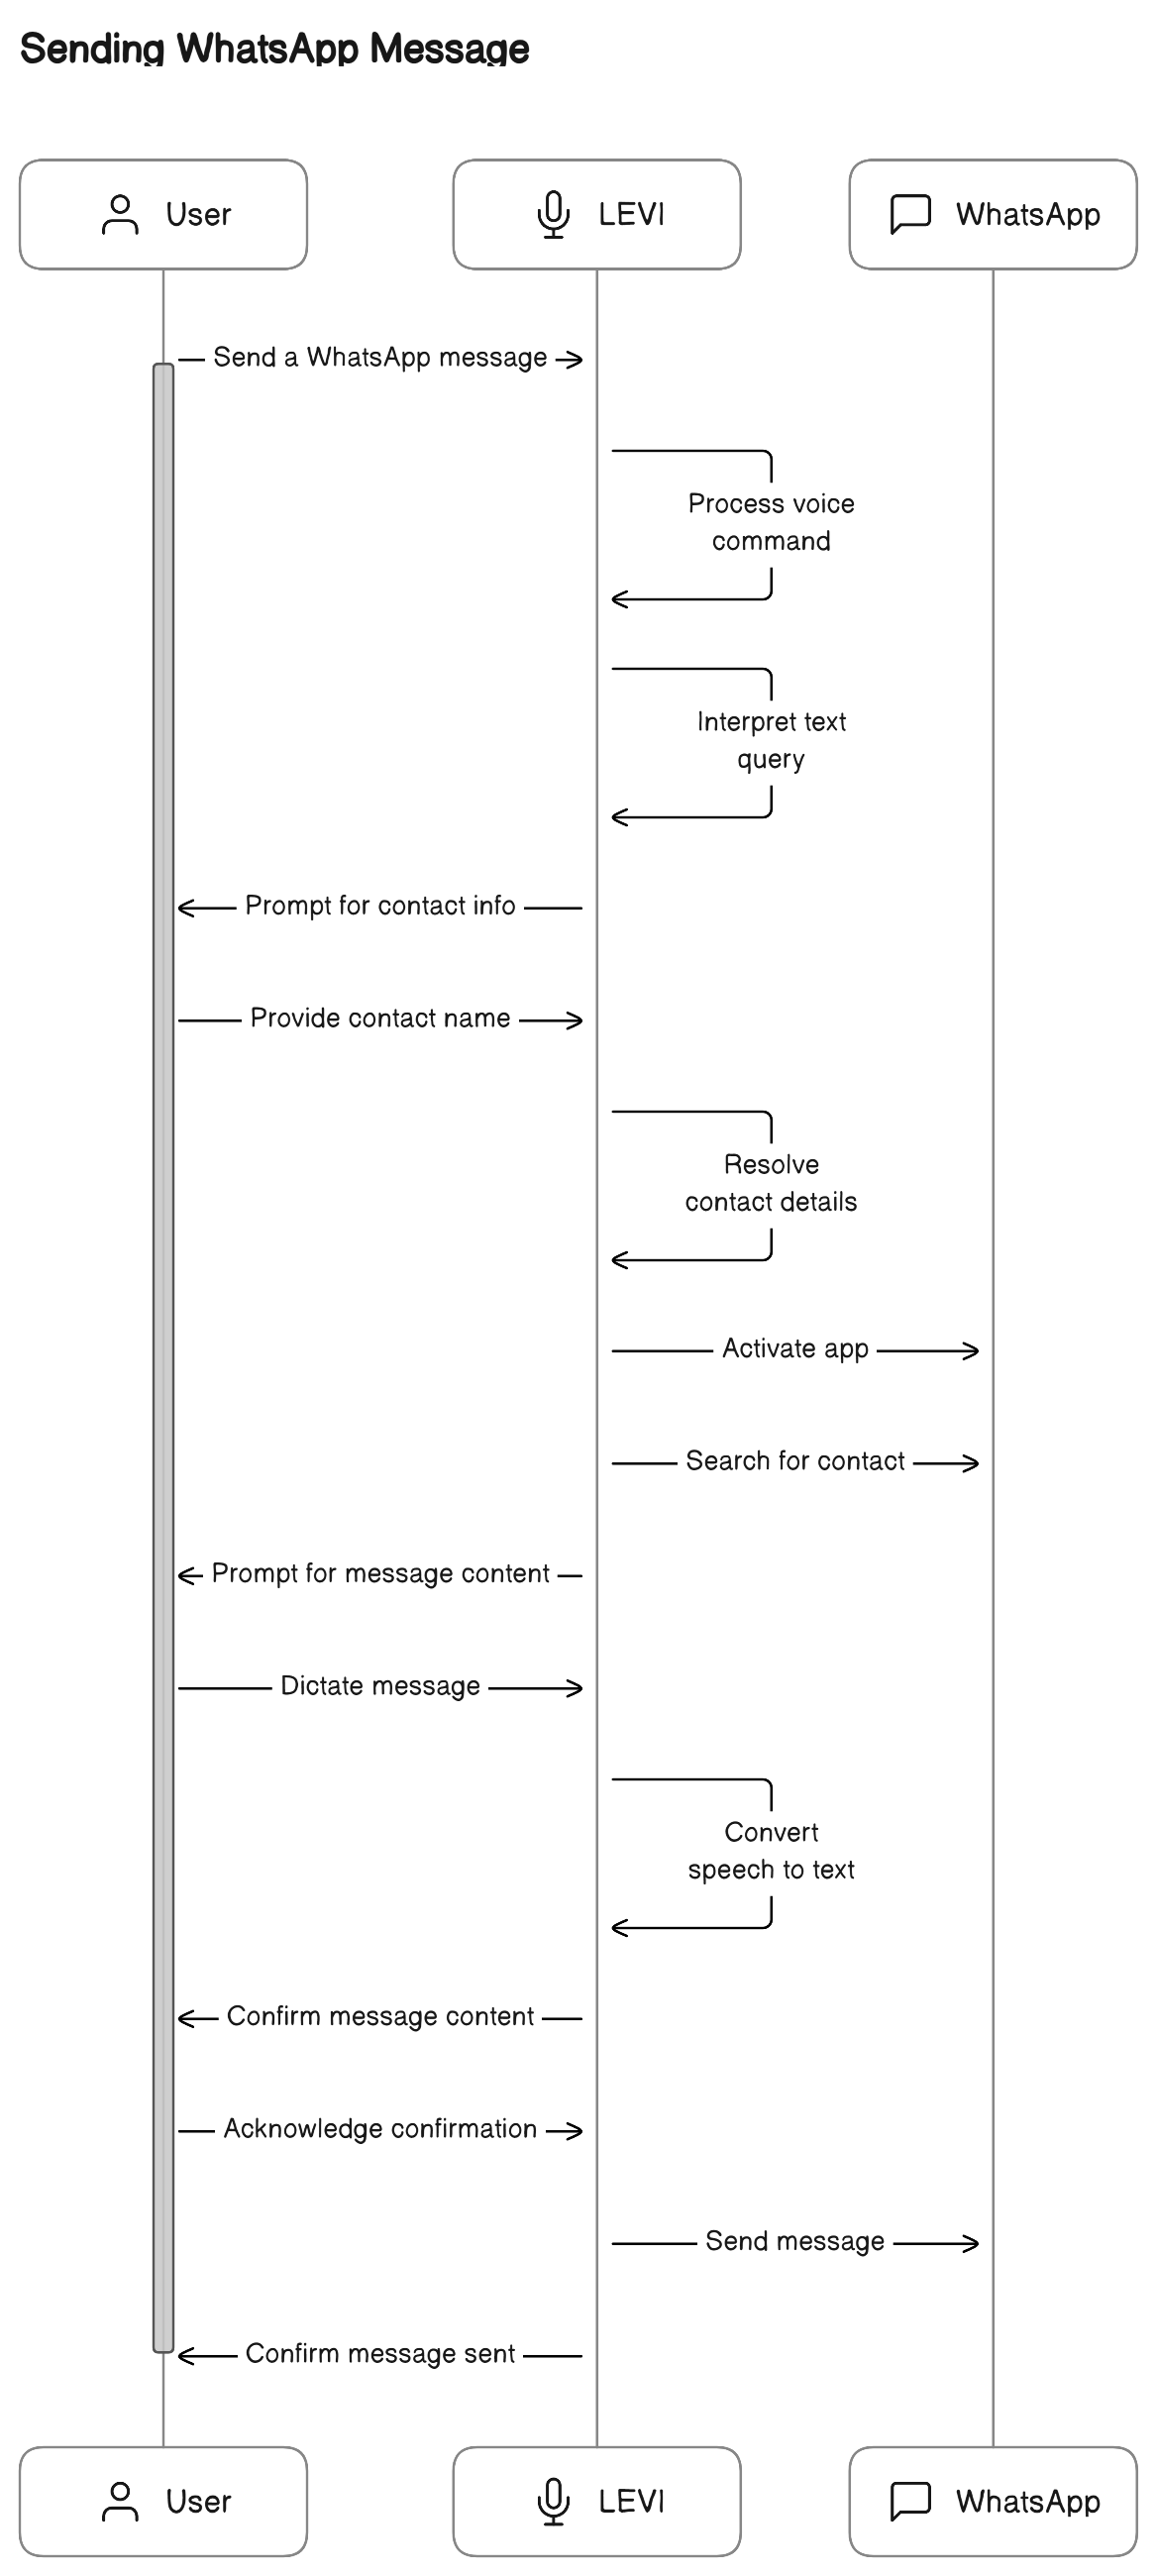 Sending WhatsApp Message
User
LEVI
WhatsApp
Send a WhatsApp message
Process voice
command
Interpret text
query
Prompt for contact info
Provide contact name
Resolve
contact details
Activate app
Search for contact
Prompt for message content
Dictate message
Convert
speech to text
Confirm message content
Acknowledge confirmation
Send message
Confirm message sent
User
LEVI
WhatsApp